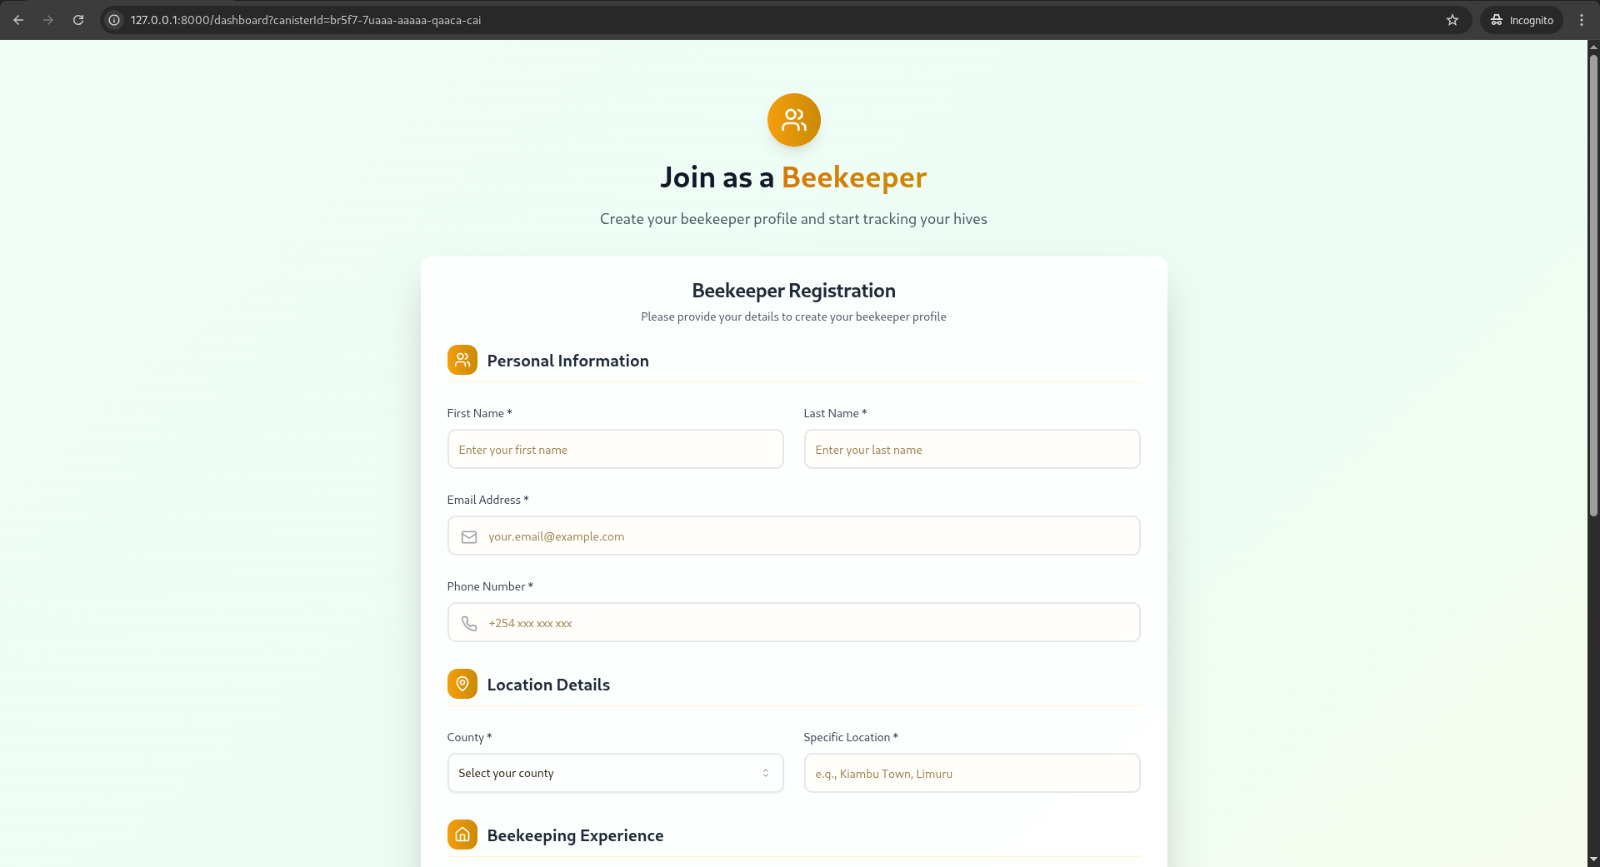 127.0.0.1:8000/dashboard?canisterId=br5f7-7uaaa-aaaaa-qaaca-cai
Incognito
Join as a Beekeeper
Create your beekeeper profile and start tracking your hives
Beekeeper Registration
Please provide your details to create your beekeeper profile
Personal Information
First Name *
Last Name *
Enter your first name
Enter your last name
Email Address *
your.email@example.com
Phone Number *
+254 xxx xxx xxx
Location Details
County *
Specific Location *
Select your county
e.g., Kiambu Town, Limuru
Beekeeping Experience